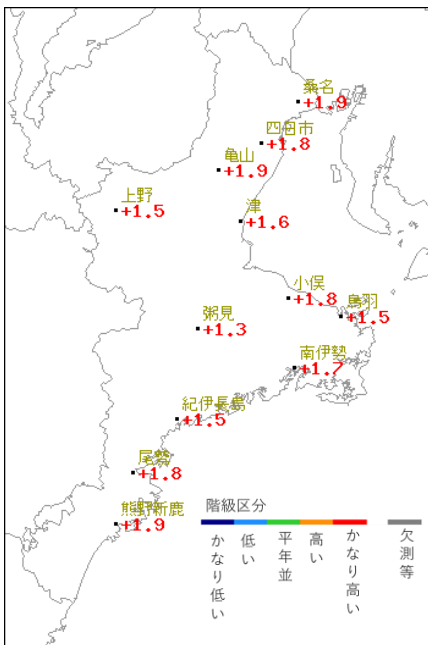 桑名
+1.9
四日市
+1.8
亀山
+1.9
上野
+1.5
津
+1.6
小俣
+1.8
鳥羽
+1.5
粥見
+1.3
南伊勢
+1.7
紀伊長島
+1.5
尾鷲
+1.8
熊野新鹿
+1.9
階級区分
かなり低い
低い
平年並
高い
かなり高い
欠測等